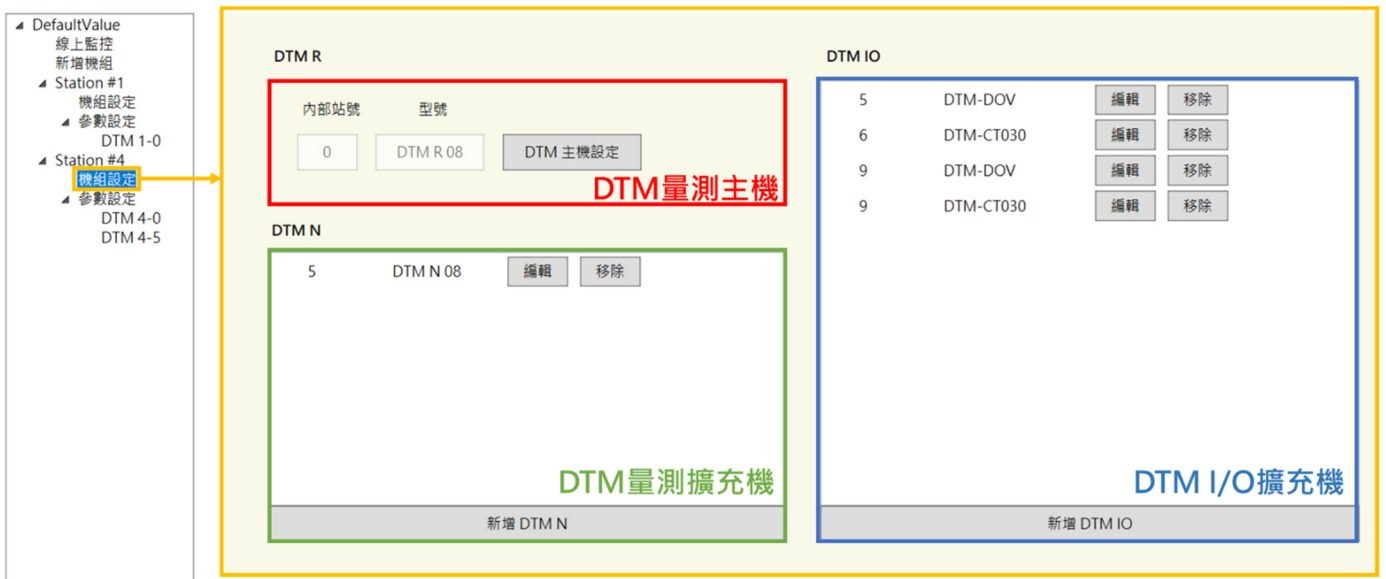 DefaultValue
線上監控
新增機組
Station #1
機組設定
參數設定
DTM 1-0
Station #4
機組設定
參數設定
DTM 4-0
DTM 4-5
DTM R
內部站號 型號
0 DTM R 08 DTM 主機設定
DTM量測主機
DTM N
5 DTM N 08 編輯 移除
DTM量測擴充機
新增 DTM N
DTM IO
5 DTM-DOV 編輯 移除
6 DTM-CT030 編輯 移除
9 DTM-DOV 編輯 移除
9 DTM-CT030 編輯 移除
DTM I/O擴充機
新增 DTM IO